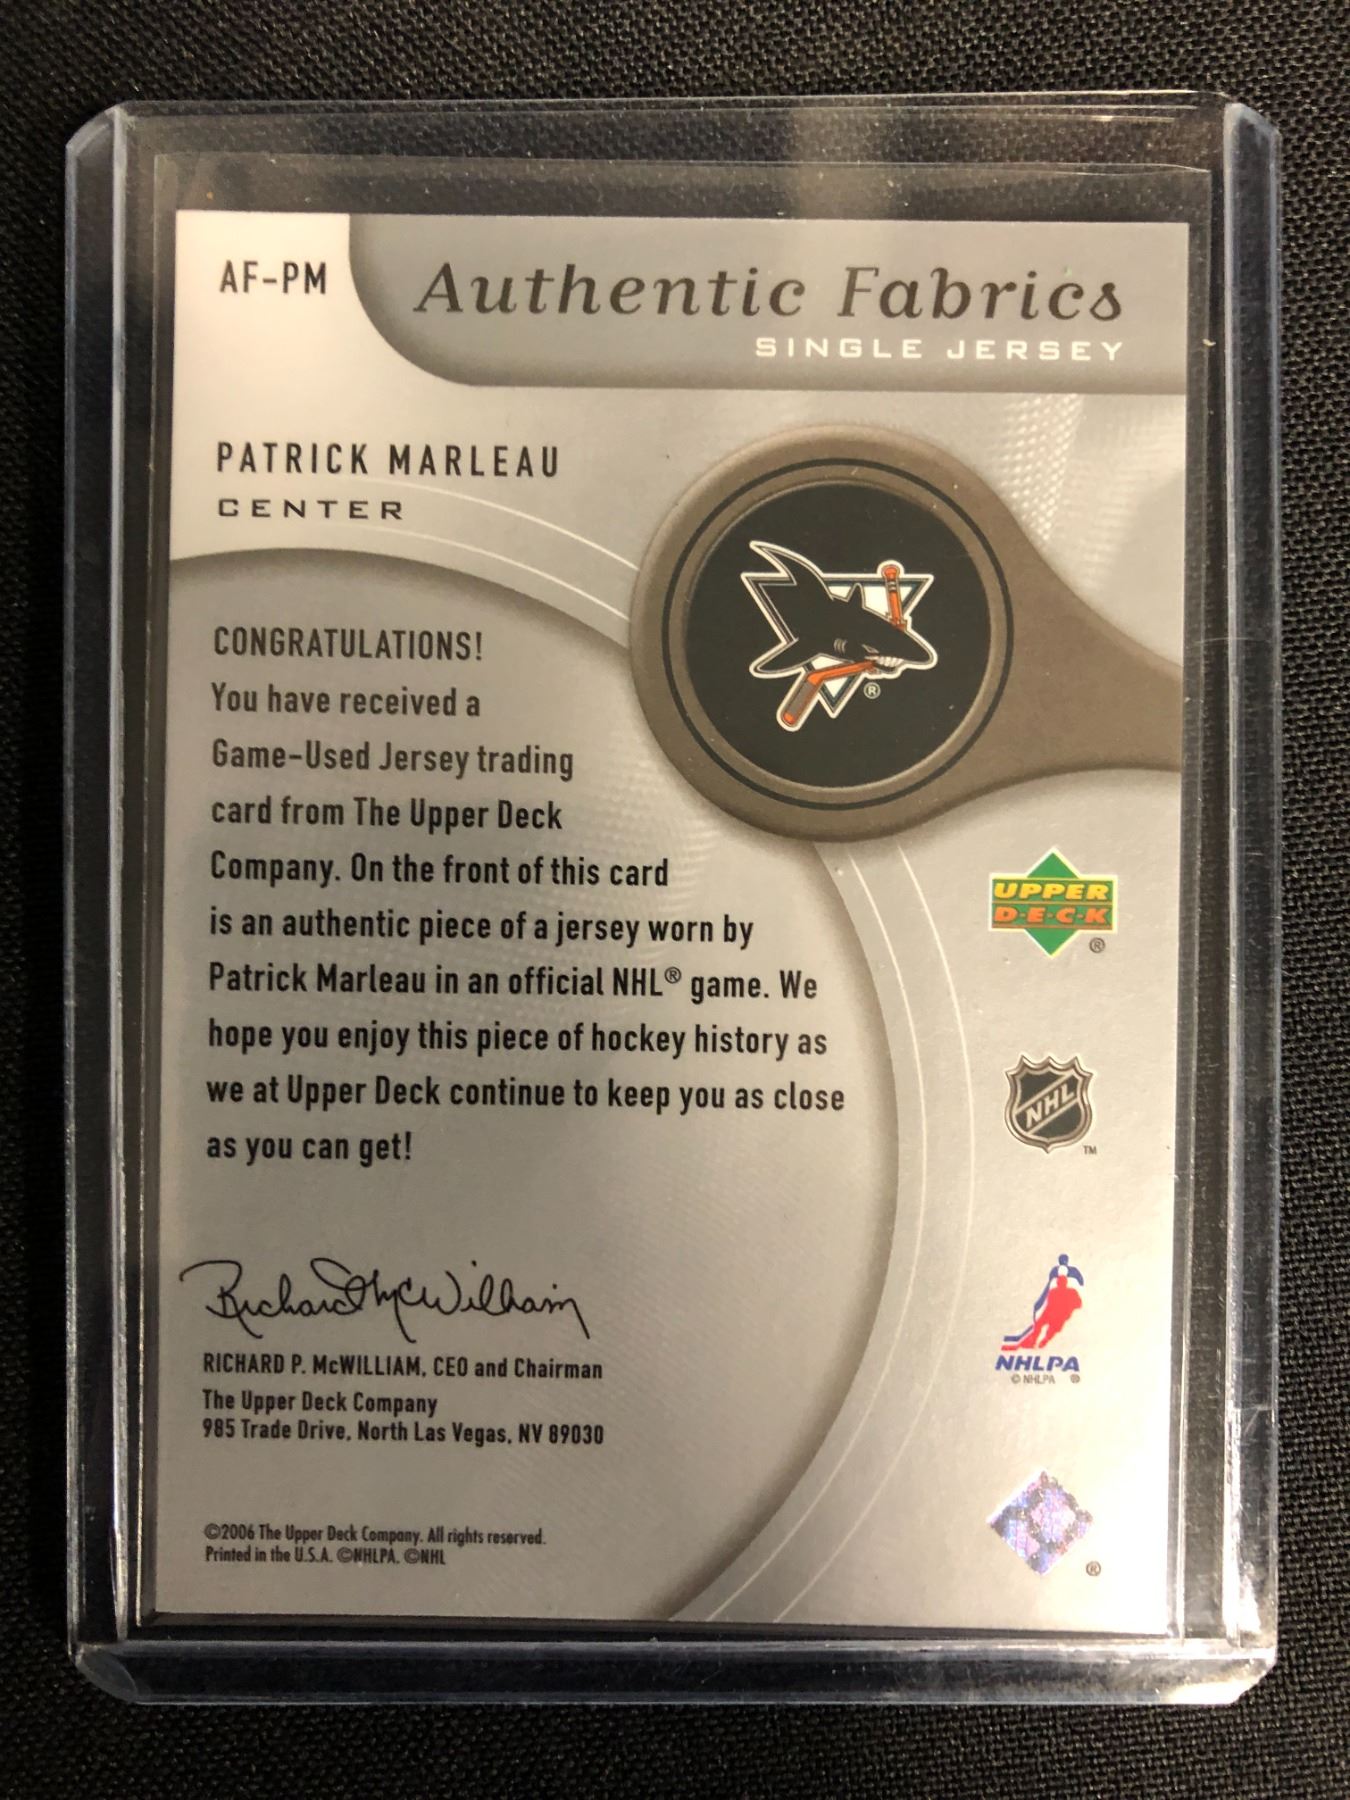 AF-PM
Authentic Fabrics
SINGLE JERSEY
PATRICK MARLEAU
CENTER
®
CONGRATULATIONS!
You have received a
Game-Used Jersey trading
card from The Upper Deck
Company. On the front of this card
is an authentic piece of a jersey worn by
Patrick Marleau in an official NHL® game. We
hope you enjoy this piece of hockey history as
we at Upper Deck continue to keep you as close
as you can get!
UPPER
D·E·C·K
®
NHL
TM
NHLPA
© NHLPA ®
Richard McWilliam
RICHARD P. McWILLIAM, CEO and Chairman
The Upper Deck Company
985 Trade Drive, North Las Vegas, NV 89030
©2006 The Upper Deck Company. All rights reserved.
Printed in the U.S.A. ©NHLPA. ©NHL
®